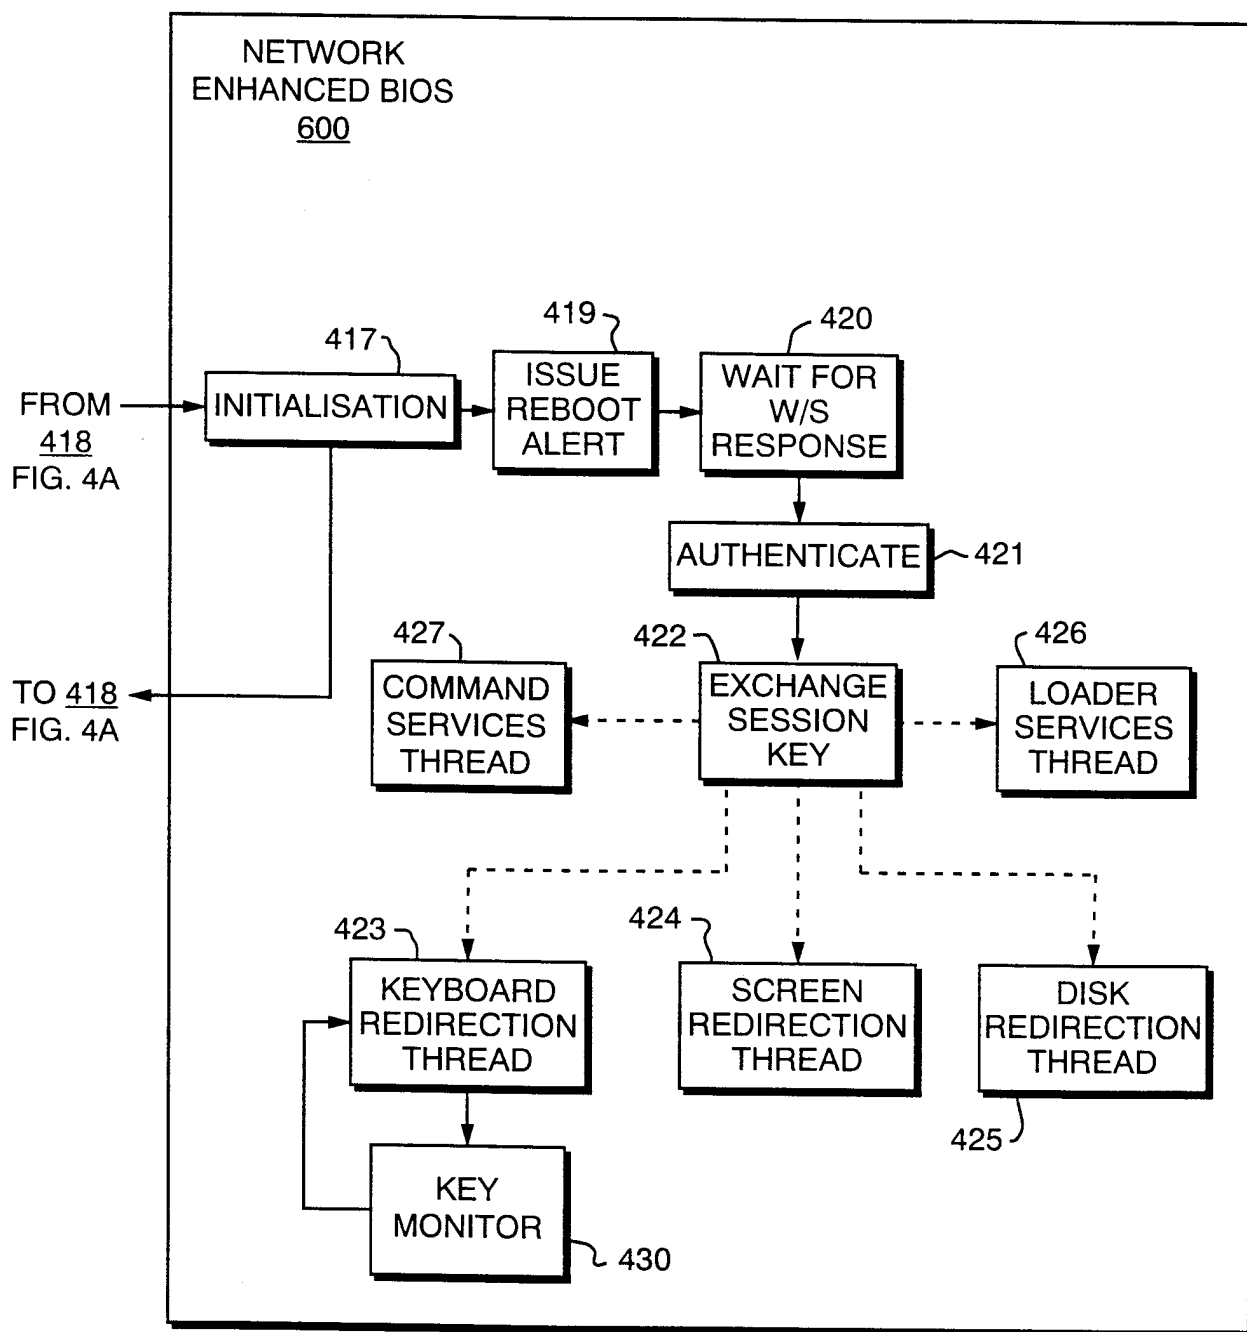 NETWORK
ENHANCED BIOS
600
417
419
420
FROM
418
FIG. 4A
INITIALISATION
ISSUE
REBOOT
ALERT
WAIT FOR
W/S
RESPONSE
AUTHENTICATE
421
427
422
426
TO 418
FIG. 4A
COMMAND
SERVICES
THREAD
EXCHANGE
SESSION
KEY
LOADER
SERVICES
THREAD
423
424
KEYBOARD
REDIRECTION
THREAD
SCREEN
REDIRECTION
THREAD
DISK
REDIRECTION
THREAD
425
KEY
MONITOR
430